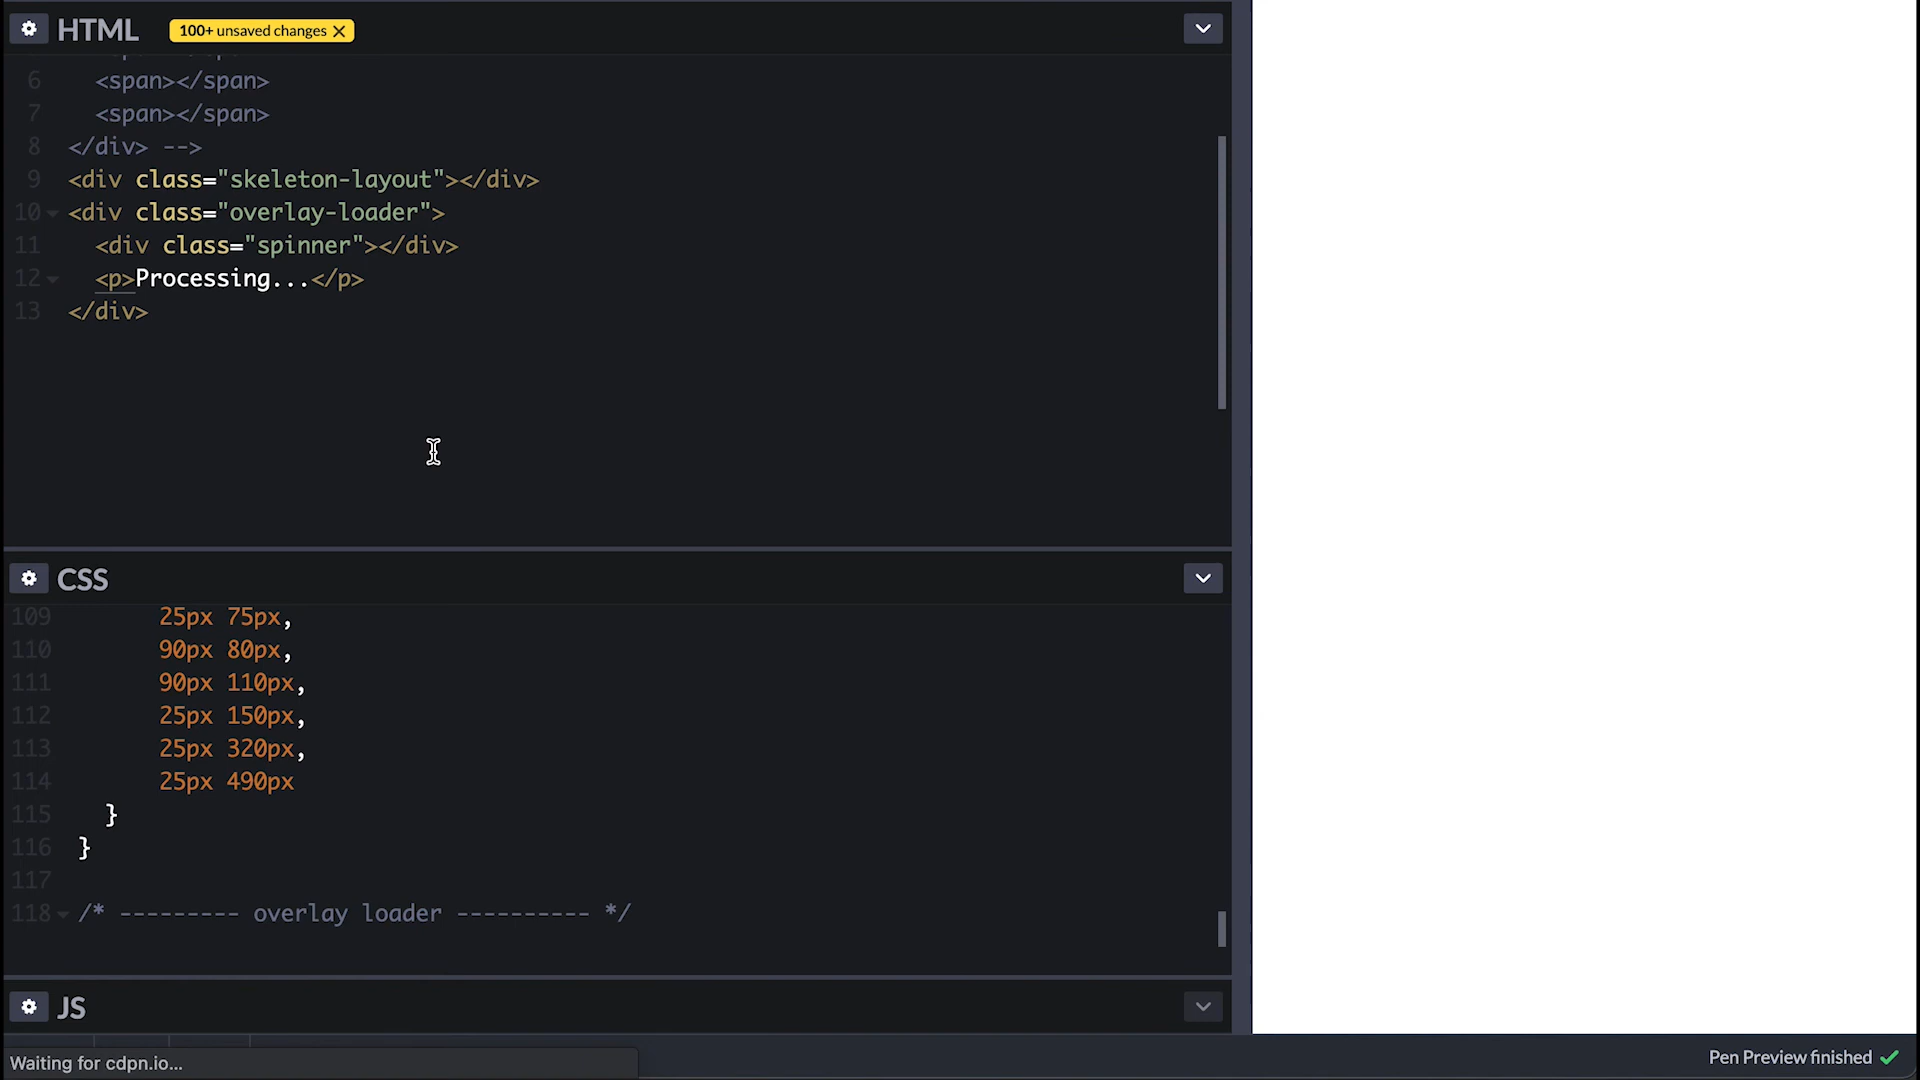 HTML
100+ unsaved changes
6 <span></span>
7 <span></span>
8 </div> -->
9 <div class="skeleton-layout"></div>
10 <div class="overlay-loader">
11 <div class="spinner"></div>
12 <p>Processing...</p>
13 </div>
CSS
109 25px 75px,
110 90px 80px,
111 90px 110px,
112 25px 150px,
113 25px 320px,
114 25px 490px
115 }
116 }
117
118 /* --------- overlay loader ---------- */
JS
Waiting for cdpn.io...
Pen Preview finished